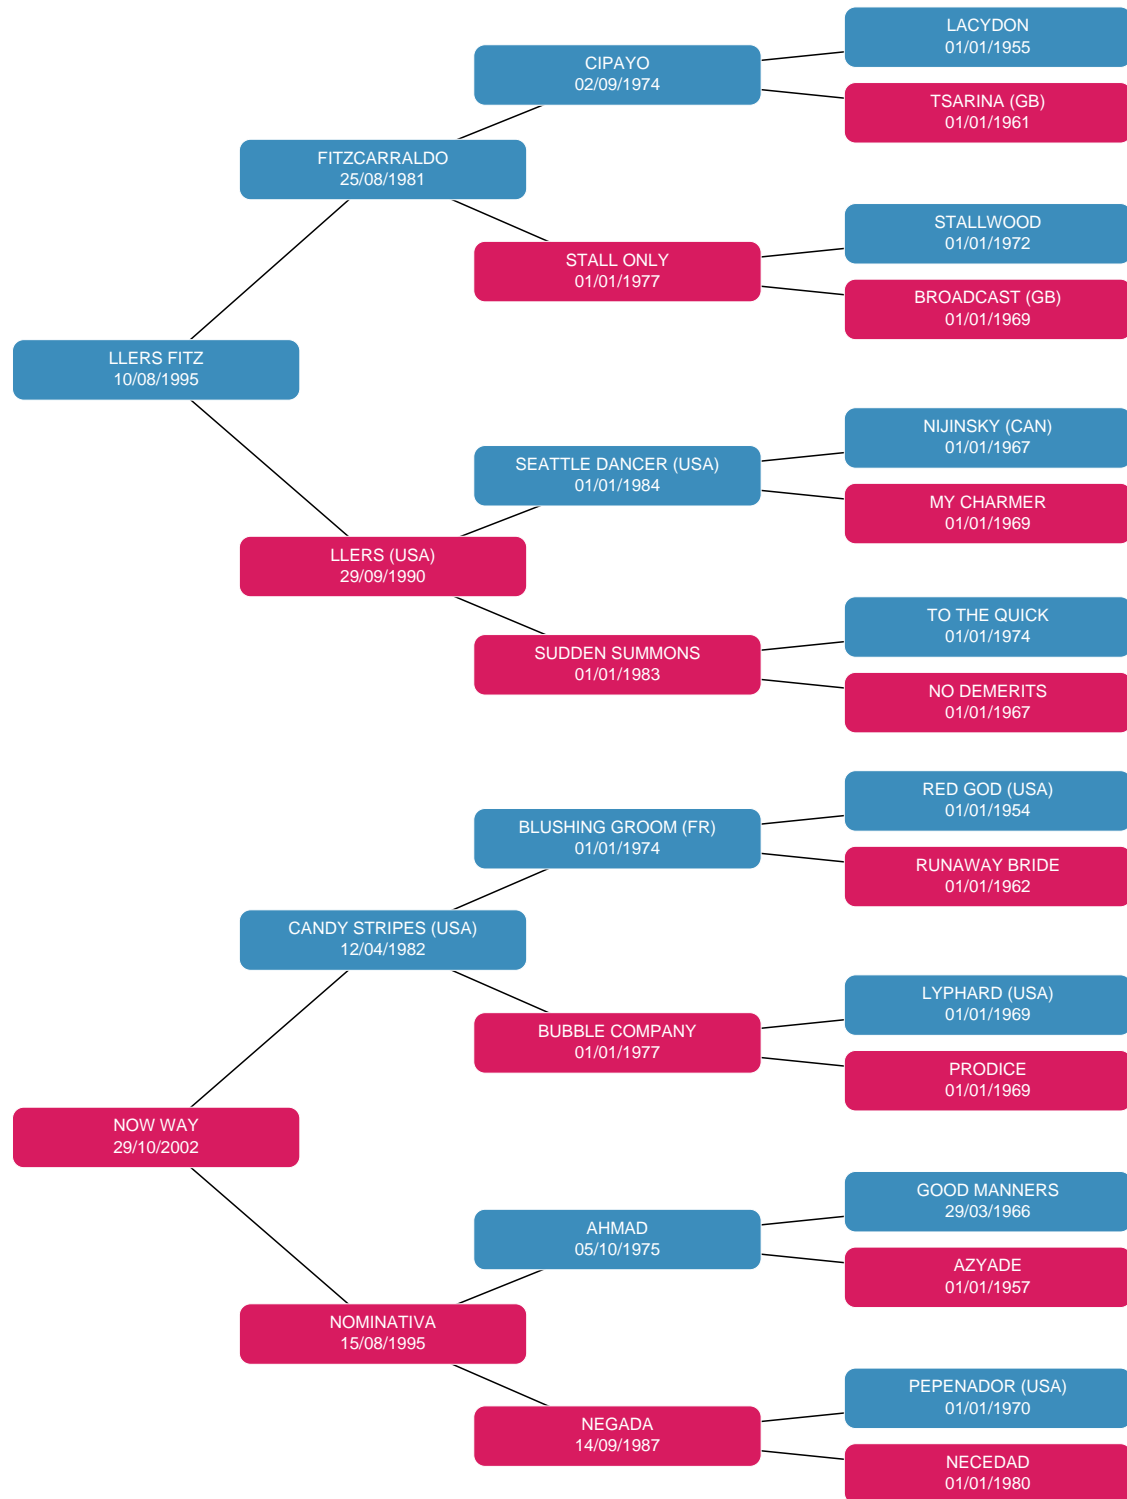 LACYDON
01/01/1955
CIPAYO
02/09/1974
TSARINA (GB)
01/01/1961
FITZCARRALDO
25/08/1981
STALLWOOD
01/01/1972
STALL ONLY
01/01/1977
BROADCAST (GB)
01/01/1969
LLERS FITZ
10/08/1995
NIJINSKY (CAN)
01/01/1967
SEATTLE DANCER (USA)
01/01/1984
MY CHARMER
01/01/1969
LLERS (USA)
29/09/1990
TO THE QUICK
01/01/1974
SUDDEN SUMMONS
01/01/1983
NO DEMERITS
01/01/1967
RED GOD (USA)
01/01/1954
BLUSHING GROOM (FR)
01/01/1974
RUNAWAY BRIDE
01/01/1962
CANDY STRIPES (USA)
12/04/1982
LYPHARD (USA)
01/01/1969
BUBBLE COMPANY
01/01/1977
PRODICE
01/01/1969
NOW WAY
29/10/2002
GOOD MANNERS
29/03/1966
AHMAD
05/10/1975
AZYADE
01/01/1957
NOMINATIVA
15/08/1995
PEPENADOR (USA)
01/01/1970
NEGADA
14/09/1987
NECEDAD
01/01/1980